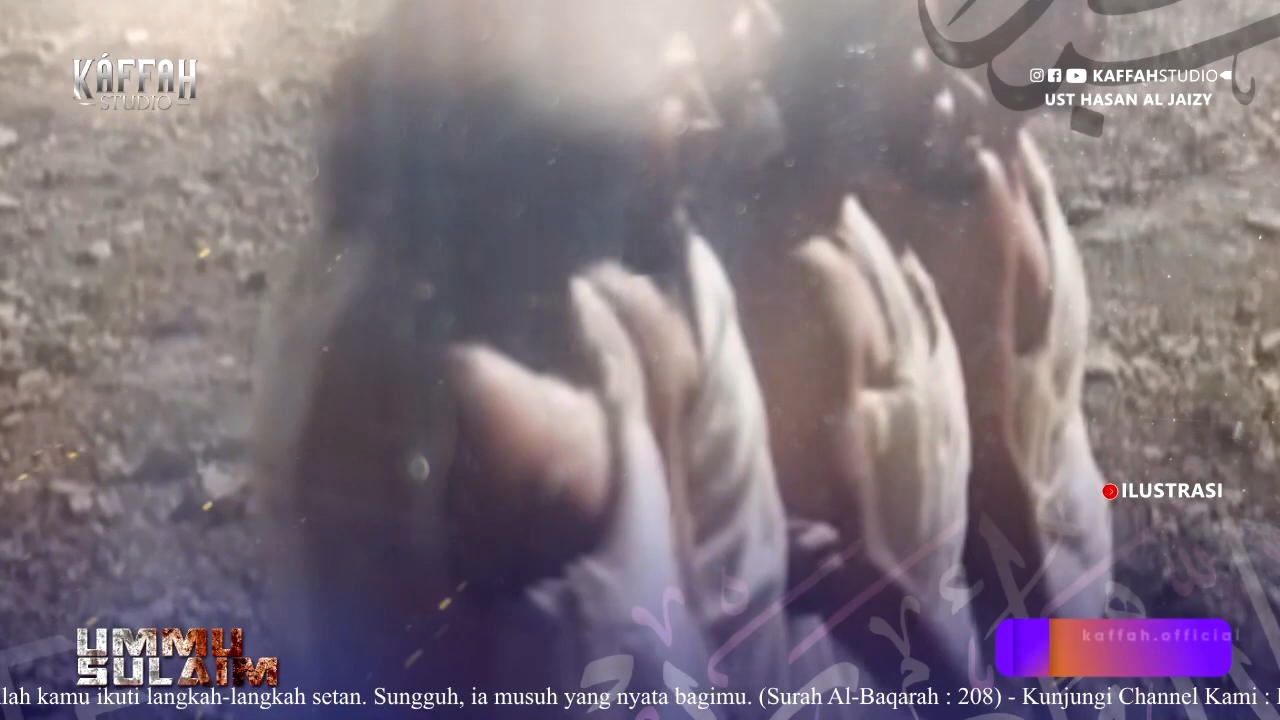 KÁFFAH
STUDIO
KAFFAHSTUDIO
UST HASAN AL JAIZY
ILUSTRASI
UMMU
SULAIM
kaffah.official
lah kamu ikuti langkah-langkah setan. Sungguh, ia musuh yang nyata bagimu. (Surah Al-Baqarah : 208) - Kunjungi Channel Kami :